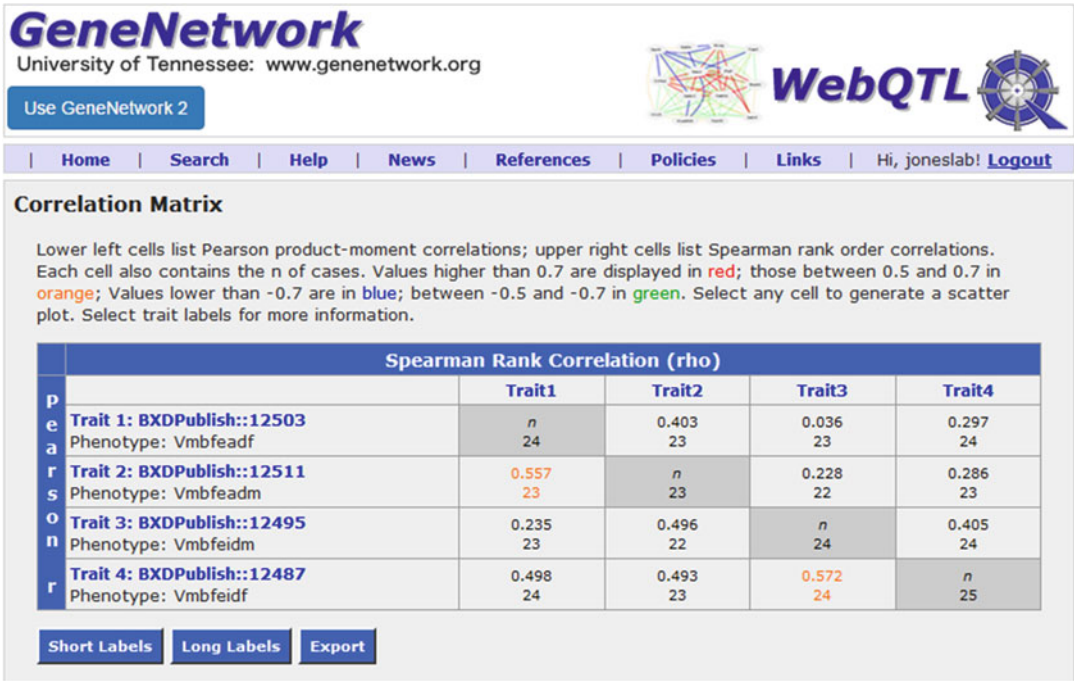 GeneNetwork
University of Tennessee: www.genenetwork.org
Use GeneNetwork 2
WebQTL
| Home | Search | Help | News | References | Policies | Links | Hi, joneslab! Logout
Correlation Matrix
Lower left cells list Pearson product-moment correlations; upper right cells list Spearman rank order correlations.
Each cell also contains the n of cases. Values higher than 0.7 are displayed in red; those between 0.5 and 0.7 in
orange; Values lower than -0.7 are in blue; between -0.5 and -0.7 in green. Select any cell to generate a scatter
plot. Select trait labels for more information.
Spearman Rank Correlation (rho)
Pearson r
Trait1 Trait2 Trait3 Trait4
Trait 1: BXDPublish::12503 n 0.403 0.036 0.297
Phenotype: Vmbfeadf 24 23 23 24
Trait 2: BXDPublish::12511 0.557 n 0.228 0.286
Phenotype: Vmbfeadm 23 23 22 23
Trait 3: BXDPublish::12495 0.235 0.496 n 0.405
Phenotype: Vmbfeidm 23 22 24 24
Trait 4: BXDPublish::12487 0.498 0.493 0.572 n
Phenotype: Vmbfeidf 24 23 24 25
Short Labels Long Labels Export